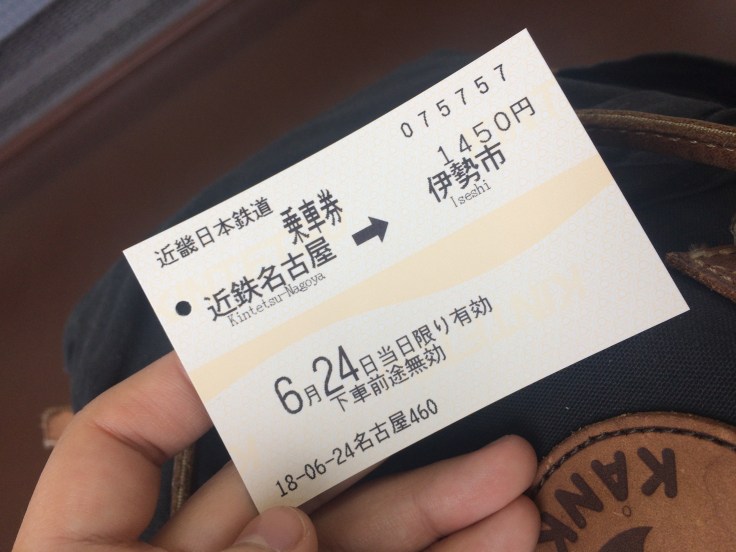 075757
近畿日本鉄道 乗車券 1450円
近鉄名古屋 ➡ 伊勢市
Kintetsu-Nagoya Iseshi
6月24日当日限り有効
下車前途無効
18-06-24名古屋460
KÅNK